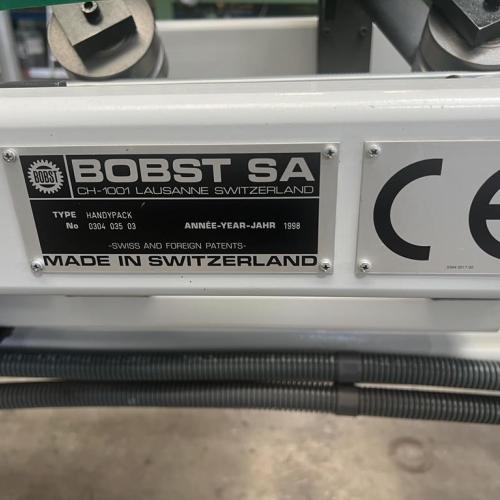 BOBST
BOBST SA
CH-1001 LAUSANNE SWITZERLAND
TYPE HANDYPACK
No 0304 035 03 ANNÉE-YEAR-JAHR 1998
-SWISS AND FOREIGN PATENTS-
MADE IN SWITZERLAND
CE